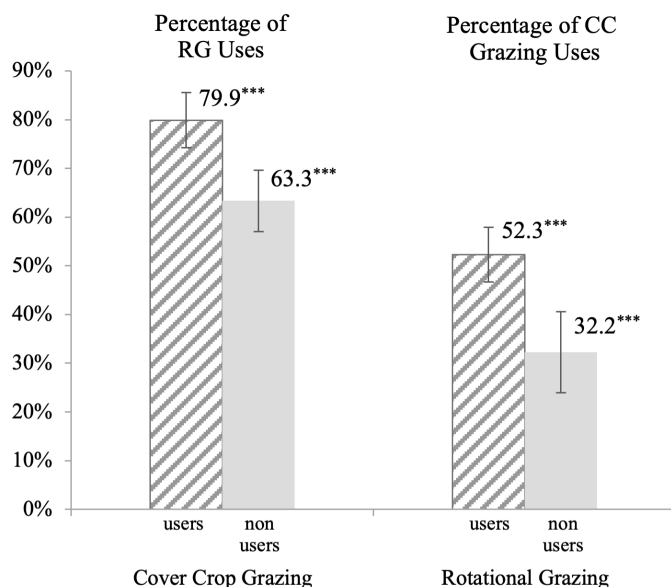 Percentage of
RG Uses
Percentage of CC
Grazing Uses
90%
80%
70%
60%
50%
40%
30%
20%
10%
0%
79.9***
63.3***
52.3***
32.2***
users
non
users
users
non
users
Cover Crop Grazing
Rotational Grazing